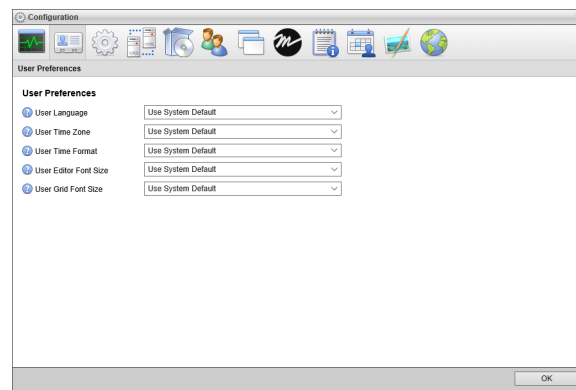 Configuration
User Preferences
User Preferences
User Language Use System Default
User Time Zone Use System Default
User Time Format Use System Default
User Editor Font Size Use System Default
User Grid Font Size Use System Default
OK